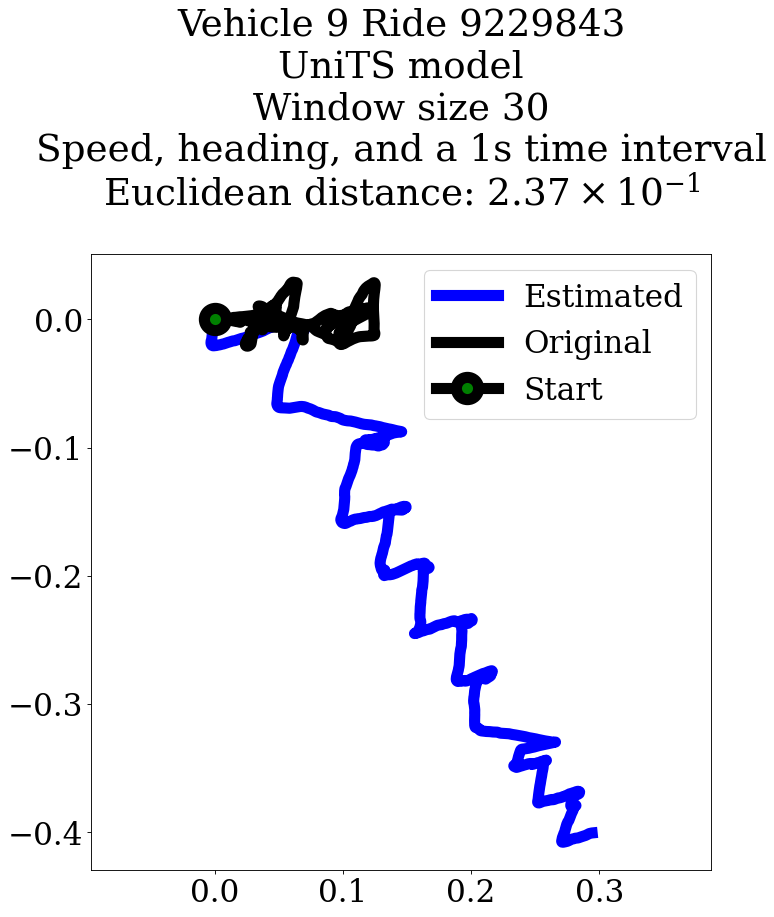 Vehicle 9 Ride 9229843
UniTS model
Window size 30
Speed, heading, and a 1s time interval
Euclidean distance: 2.37 × 10⁻¹
Estimated
Original
Start
0.0
−0.1
−0.2
−0.3
−0.4
0.0 0.1 0.2 0.3